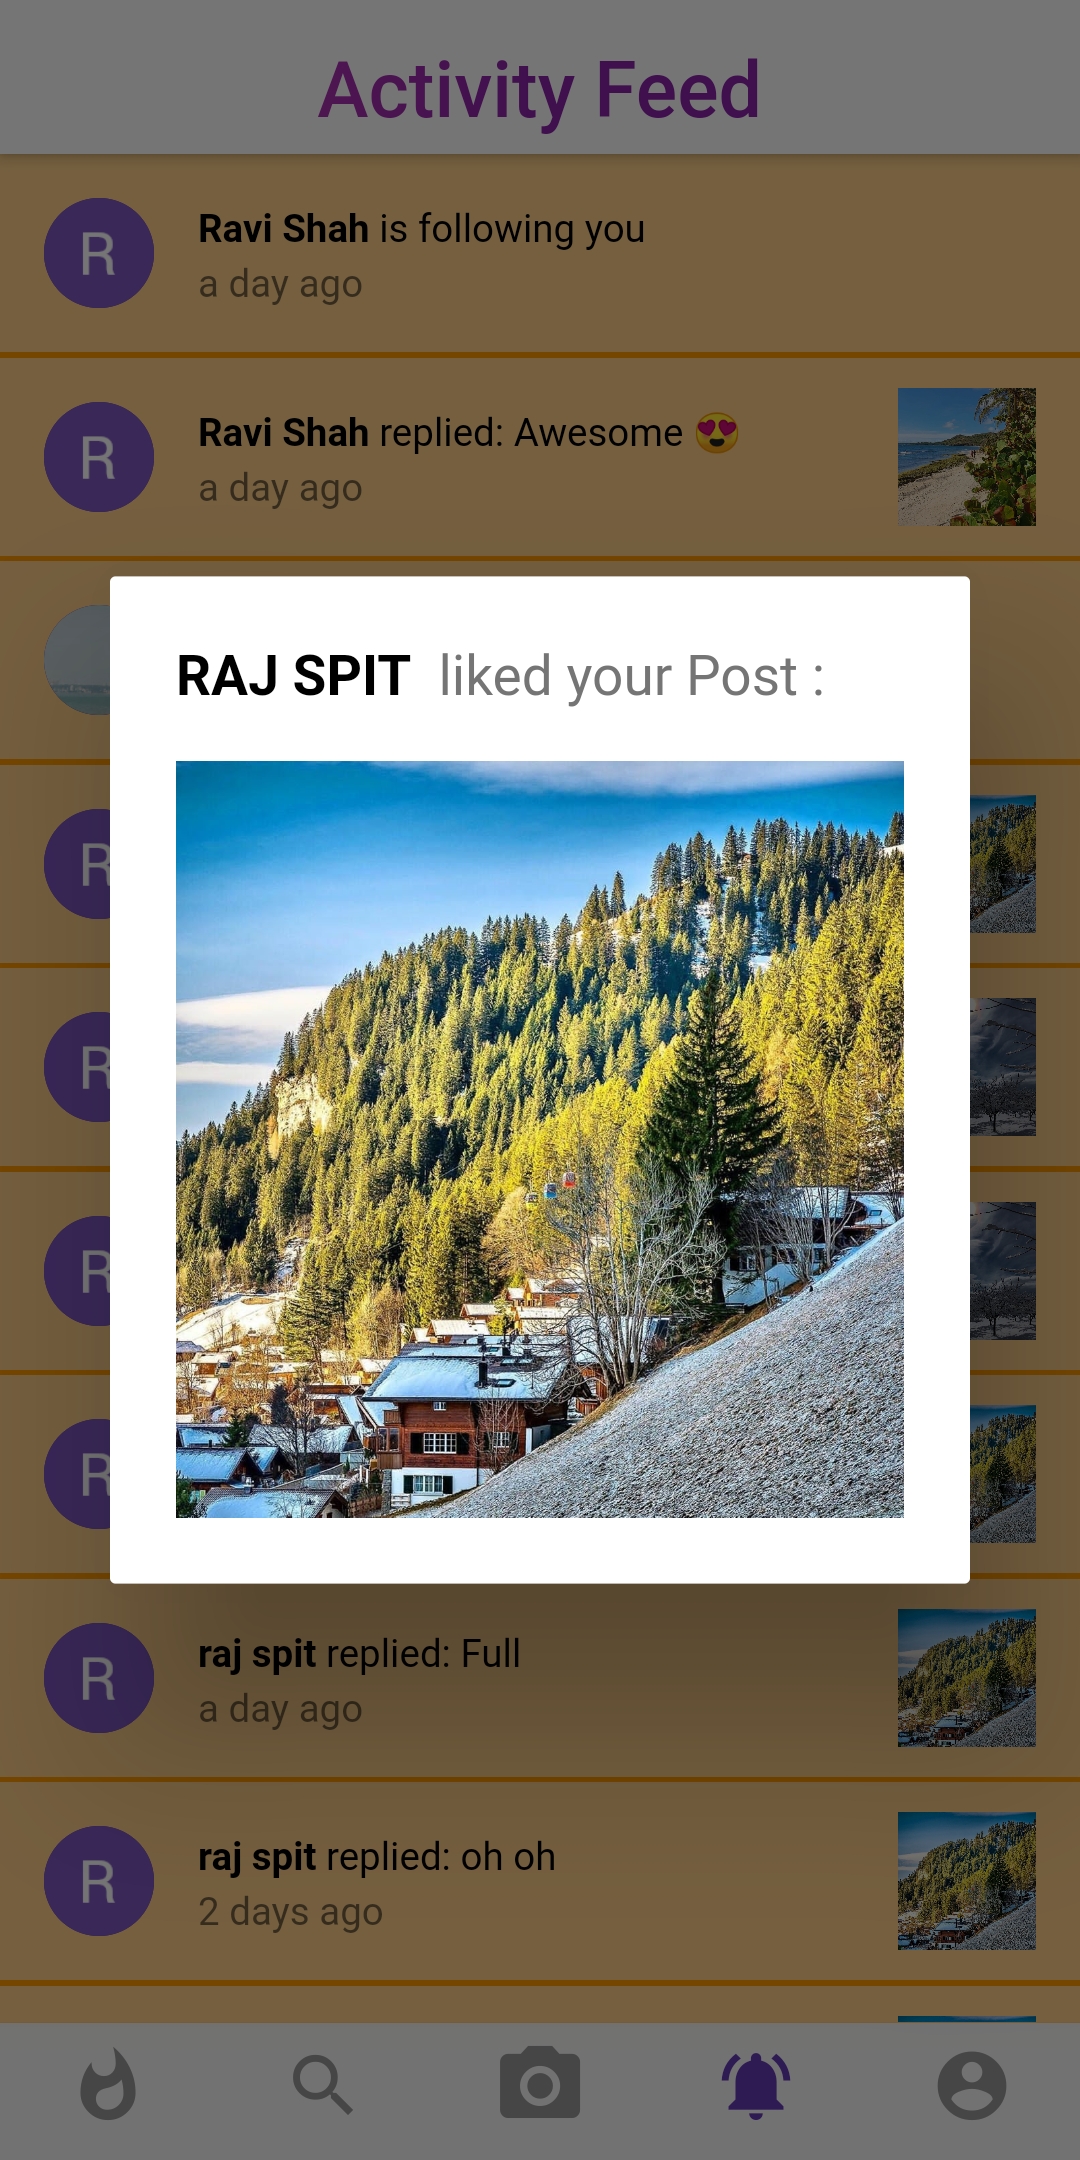 Activity Feed
R
Ravi Shah is following you
a day ago
R
Ravi Shah replied: Awesome 😍
a day ago
RAJ SPIT liked your Post :
R
R
R
R
R
raj spit replied: Full
a day ago
R
raj spit replied: oh oh
2 days ago